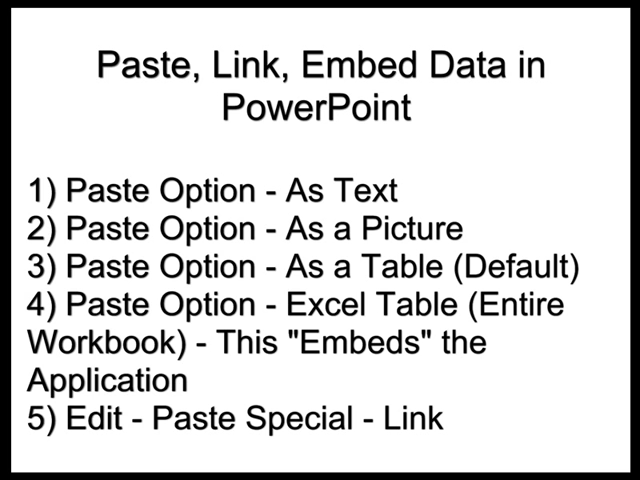 Paste, Link, Embed Data in
PowerPoint
1) Paste Option - As Text
2) Paste Option - As a Picture
3) Paste Option - As a Table (Default)
4) Paste Option - Excel Table (Entire
Workbook) - This "Embeds" the
Application
5) Edit - Paste Special - Link